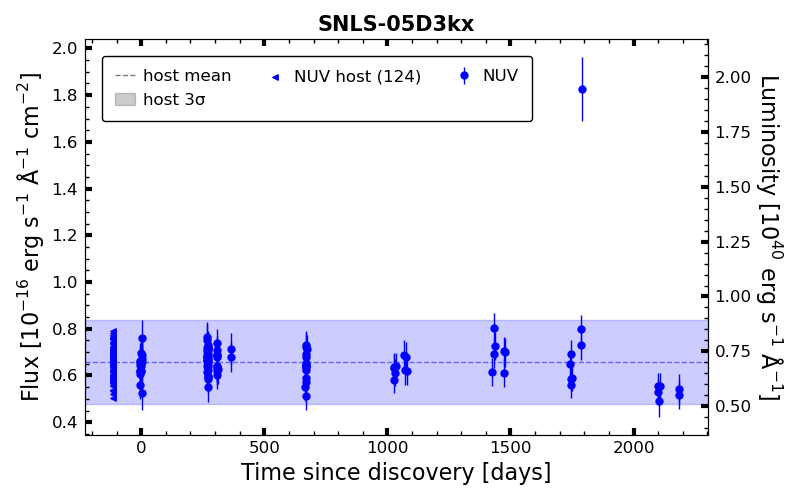 SNLS-05D3kx
host mean
host 3σ
NUV host (124)
NUV
Flux [10⁻¹⁶ erg s⁻¹ Å⁻¹ cm⁻²]
2.0
1.8
1.6
1.4
1.2
1.0
0.8
0.6
0.4
2.00
1.75
1.50
1.25
1.00
0.75
0.50
Luminosity [10⁴⁰ erg s⁻¹ Å⁻¹]
0
500
1000
1500
2000
Time since discovery [days]